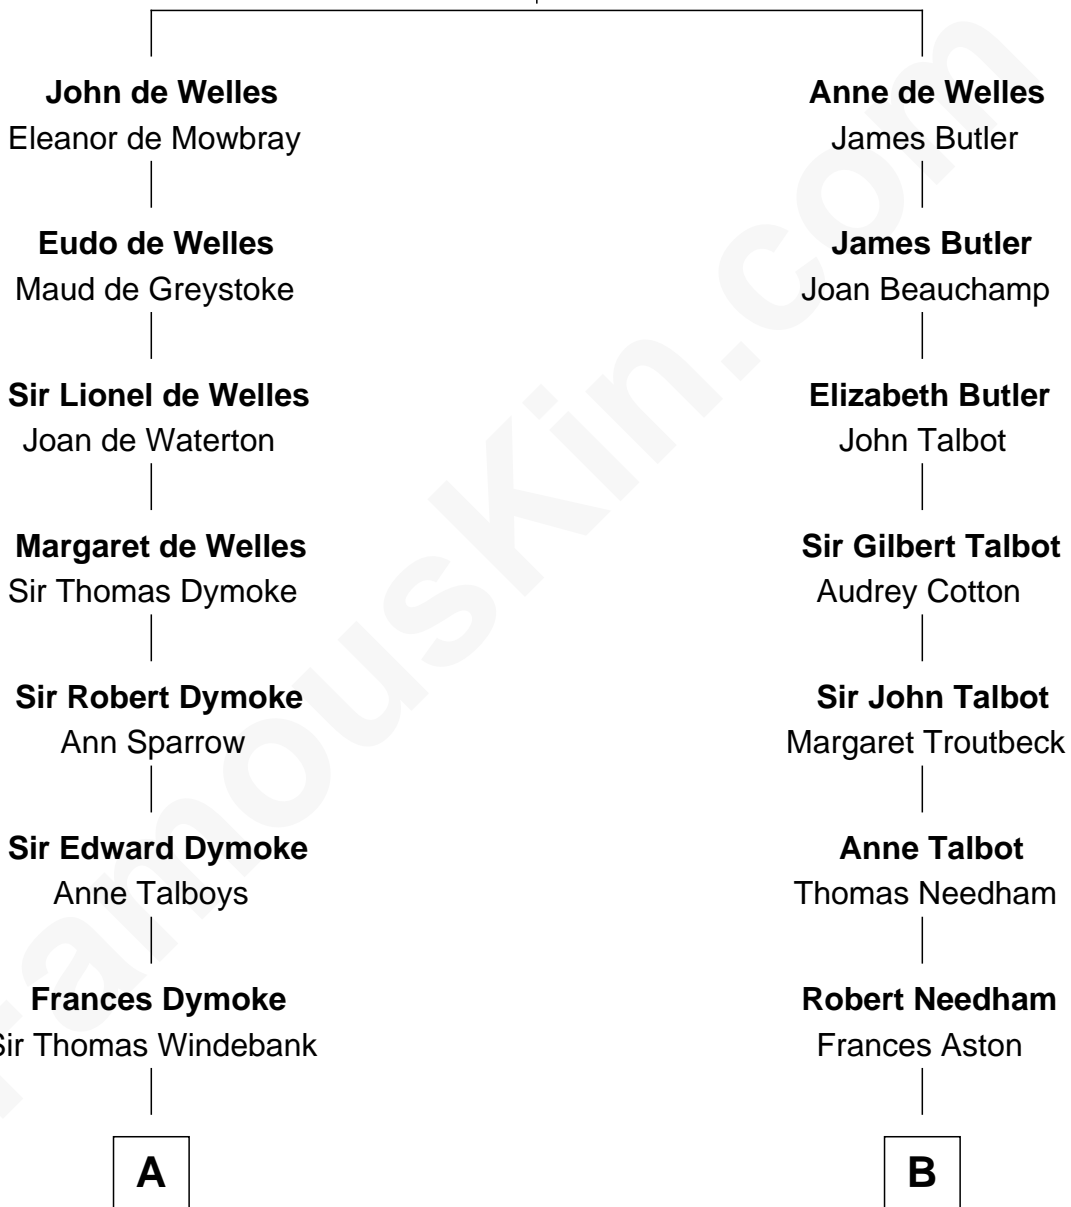 John de Welles
Eleanor de Mowbray
Eudo de Welles
Maud de Greystoke
Sir Lionel de Welles
Joan de Waterton
Margaret de Welles
Sir Thomas Dymoke
Sir Robert Dymoke
Ann Sparrow
Sir Edward Dymoke
Anne Talboys
Frances Dymoke
Sir Thomas Windebank
A
Anne de Welles
James Butler
James Butler
Joan Beauchamp
Elizabeth Butler
John Talbot
Sir Gilbert Talbot
Audrey Cotton
Sir John Talbot
Margaret Troutbeck
Anne Talbot
Thomas Needham
Robert Needham
Frances Aston
B
FamousKin.com